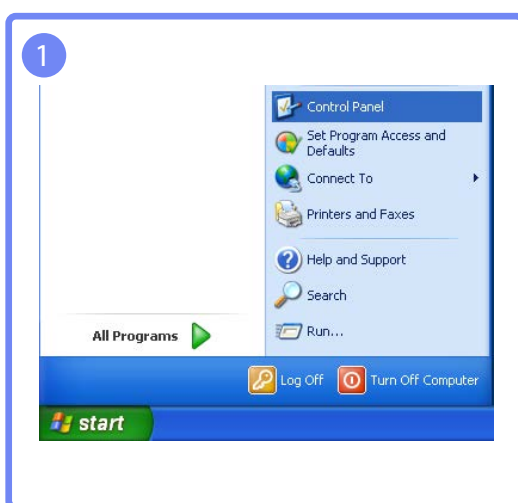 1
Control Panel
Set Program Access and
Defaults
Connect To
Printers and Faxes
Help and Support
Search
Run...
All Programs
Log Off
Turn Off Computer
start